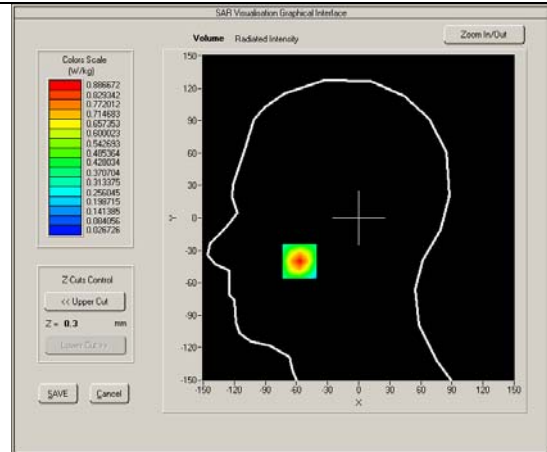 SAR Visualisation Graphical Interface
Volume Radiated Intensity
Zoom In/Out
Colors Scale
(W/kg)
0.886672
0.829342
0.772012
0.714683
0.657353
0.600023
0.542693
0.485364
0.428034
0.370704
0.313375
0.256045
0.198715
0.141385
0.084056
0.026726
Z Cuts Control
<< Upper Cut
Z = 0.3 mm
Lower Cut >>
SAVE Cancel
150
120
90
60
30
0
-30
-60
-90
-120
-150
Y
-150 -120 -90 -60 -30 0 30 60 90 120 150
X